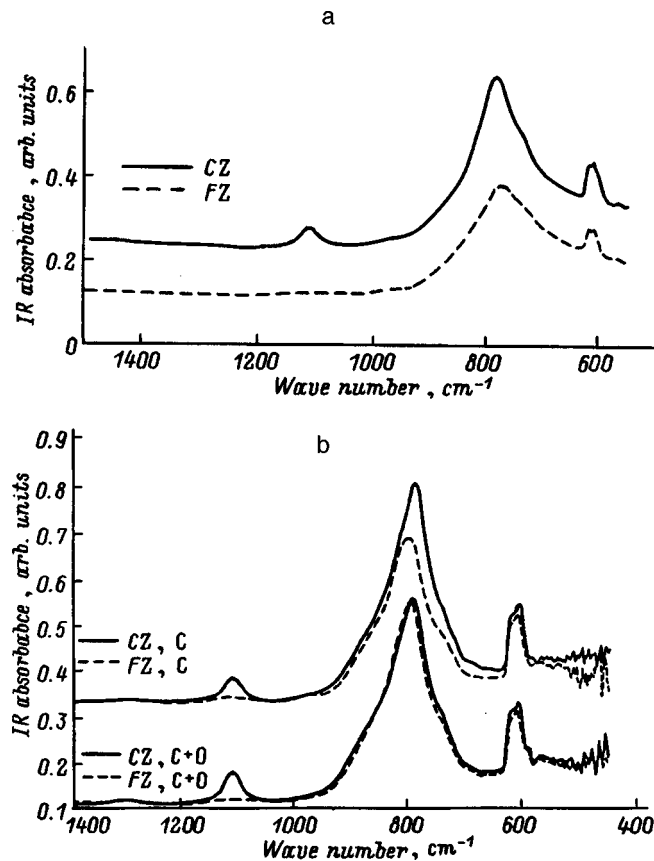 a
IR absorbabce, arb. units
0.6
0.4
0.2
0
CZ
FZ
1400 1200 1000 800 600
Wave number, cm⁻¹
b
IR absorbabce, arb. units
0.9
0.8
0.7
0.6
0.5
0.4
0.3
0.2
0.1
CZ, C
FZ, C
CZ, C+O
FZ, C+O
1400 1200 1000 800 600 400
Wave number, cm⁻¹